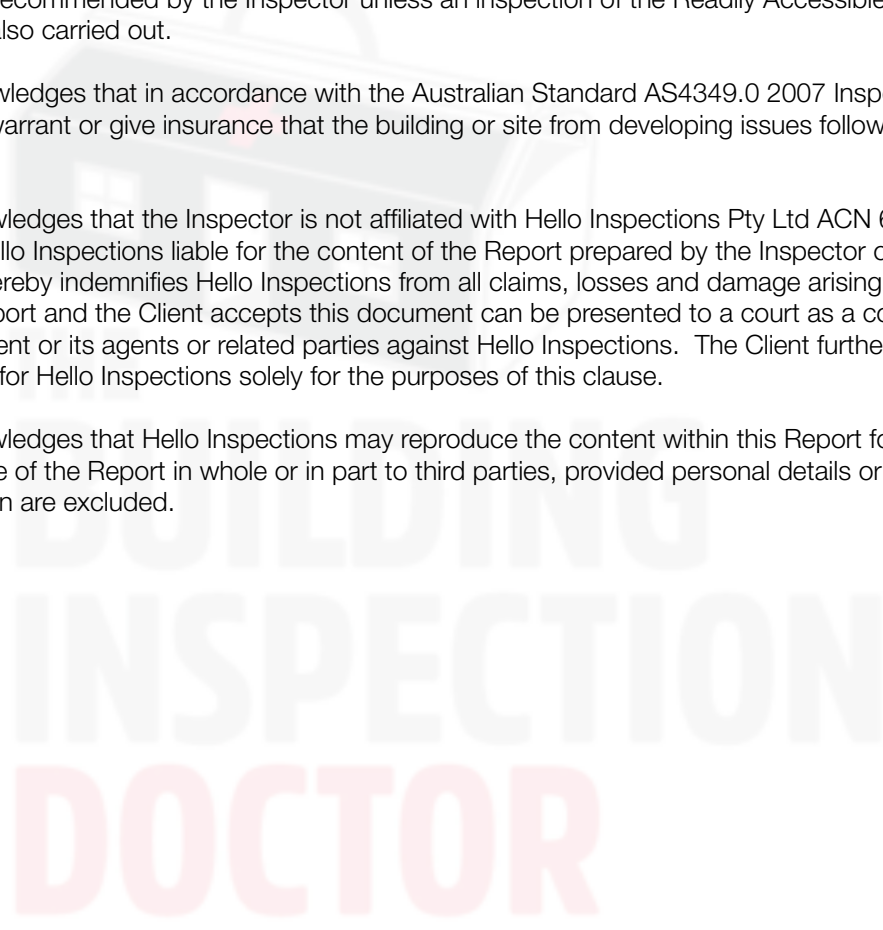 ecommended by the Inspector unless an inspection of the Readily Accessible
also carried out.
wledges that in accordance with the Australian Standard AS4349.0 2007 Insp
warrant or give insurance that the building or site from developing issues follow
wledges that the Inspector is not affiliated with Hello Inspections Pty Ltd ACN 6
llo Inspections liable for the content of the Report prepared by the Inspector o
ereby indemnifies Hello Inspections from all claims, losses and damage arising
port and the Client accepts this document can be presented to a court as a co
ent or its agents or related parties against Hello Inspections. The Client furthe
for Hello Inspections solely for the purposes of this clause.
wledges that Hello Inspections may reproduce the content within this Report fo
e of the Report in whole or in part to third parties, provided personal details or
n are excluded.
THE
BUILDING
INSPECTION
DOCTOR